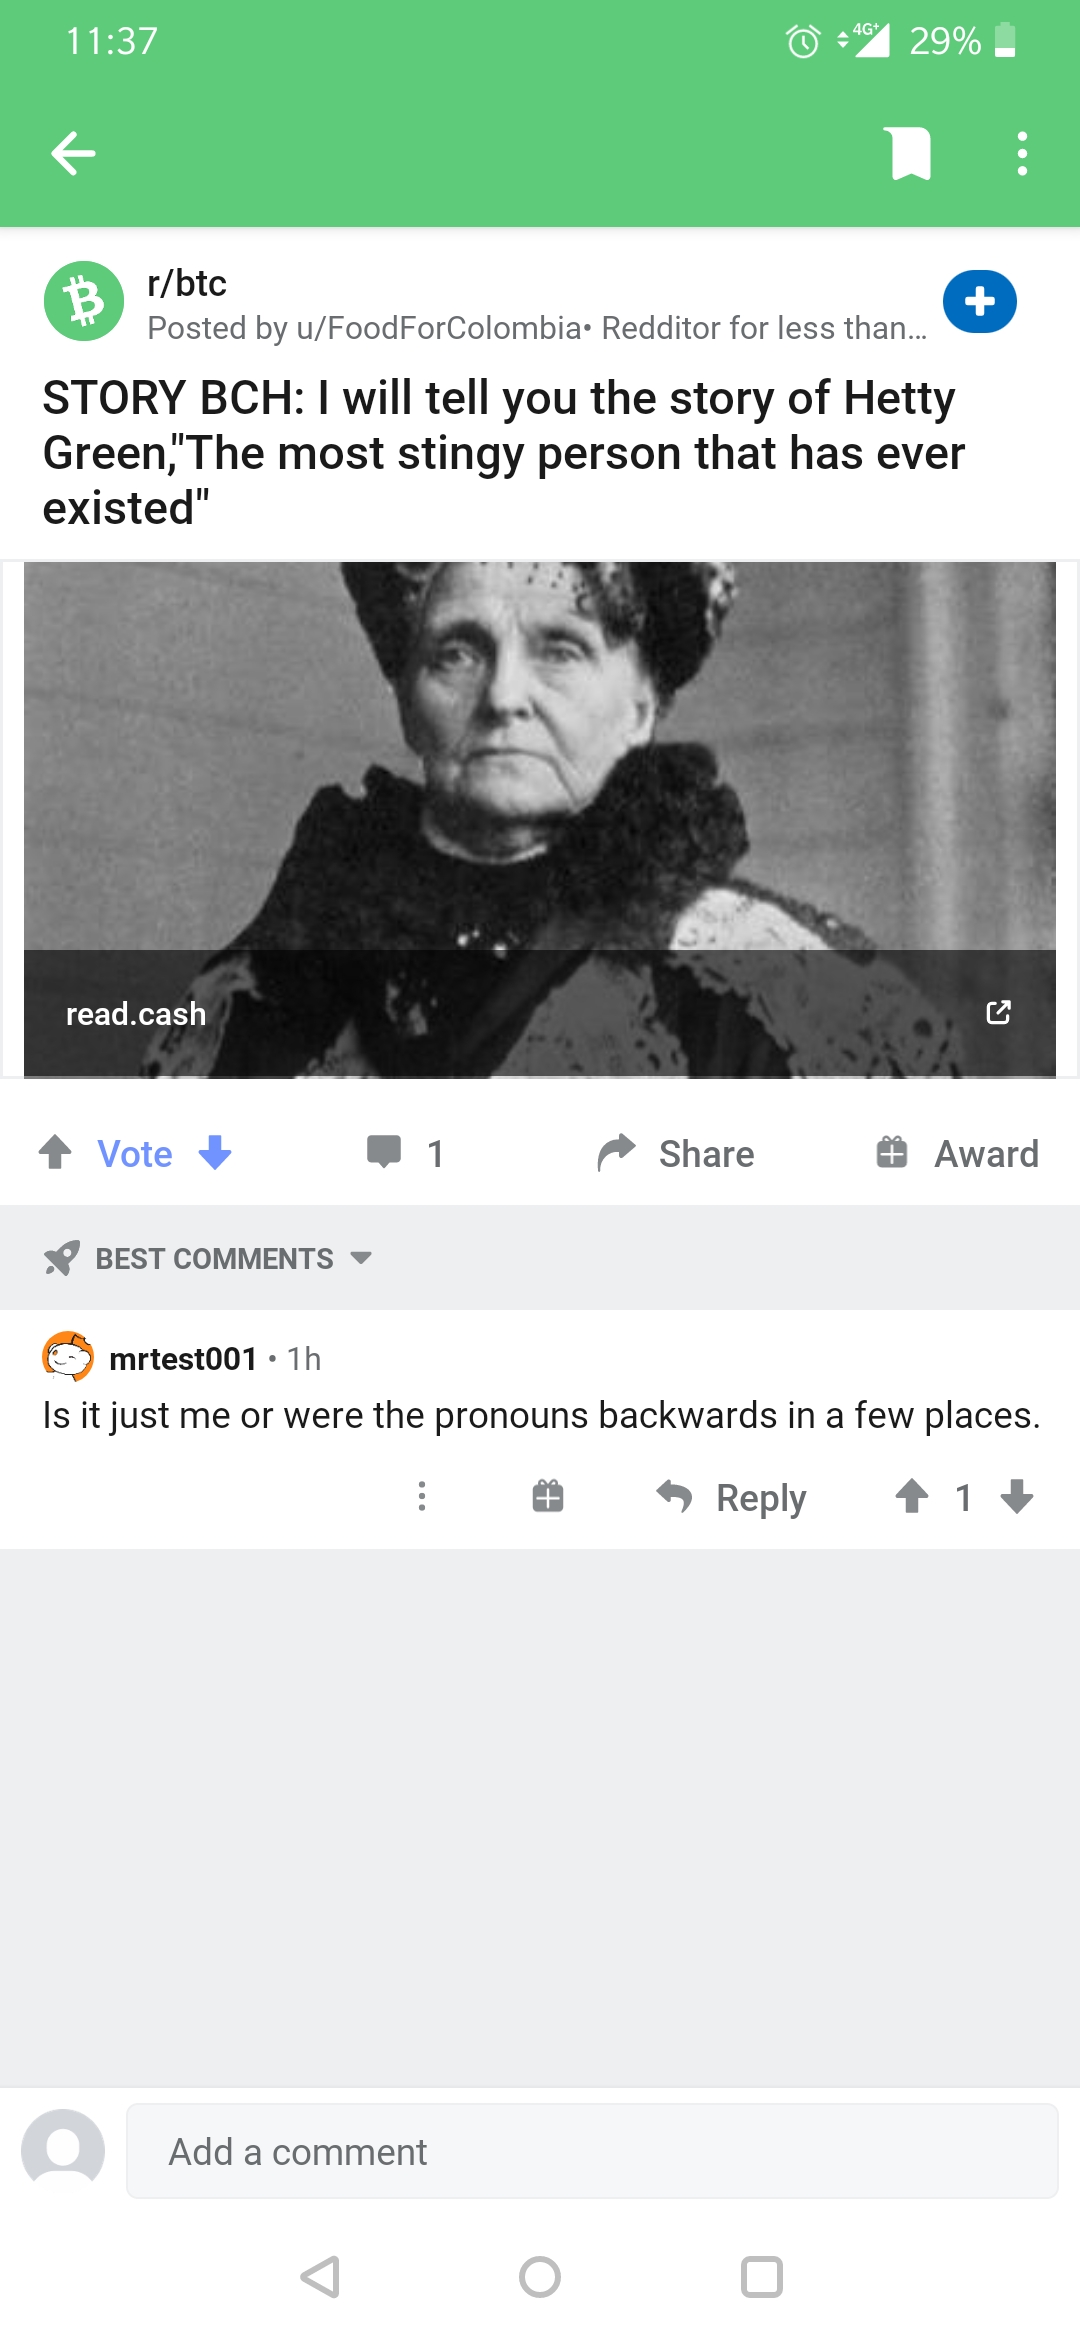 11:37
4G+ 29%
r/btc
Posted by u/FoodForColombia• Redditor for less than...
STORY BCH: I will tell you the story of Hetty
Green,"The most stingy person that has ever
existed"
read.cash
Vote 1 Share Award
BEST COMMENTS
mrtest001 • 1h
Is it just me or were the pronouns backwards in a few places.
Reply 1
Add a comment